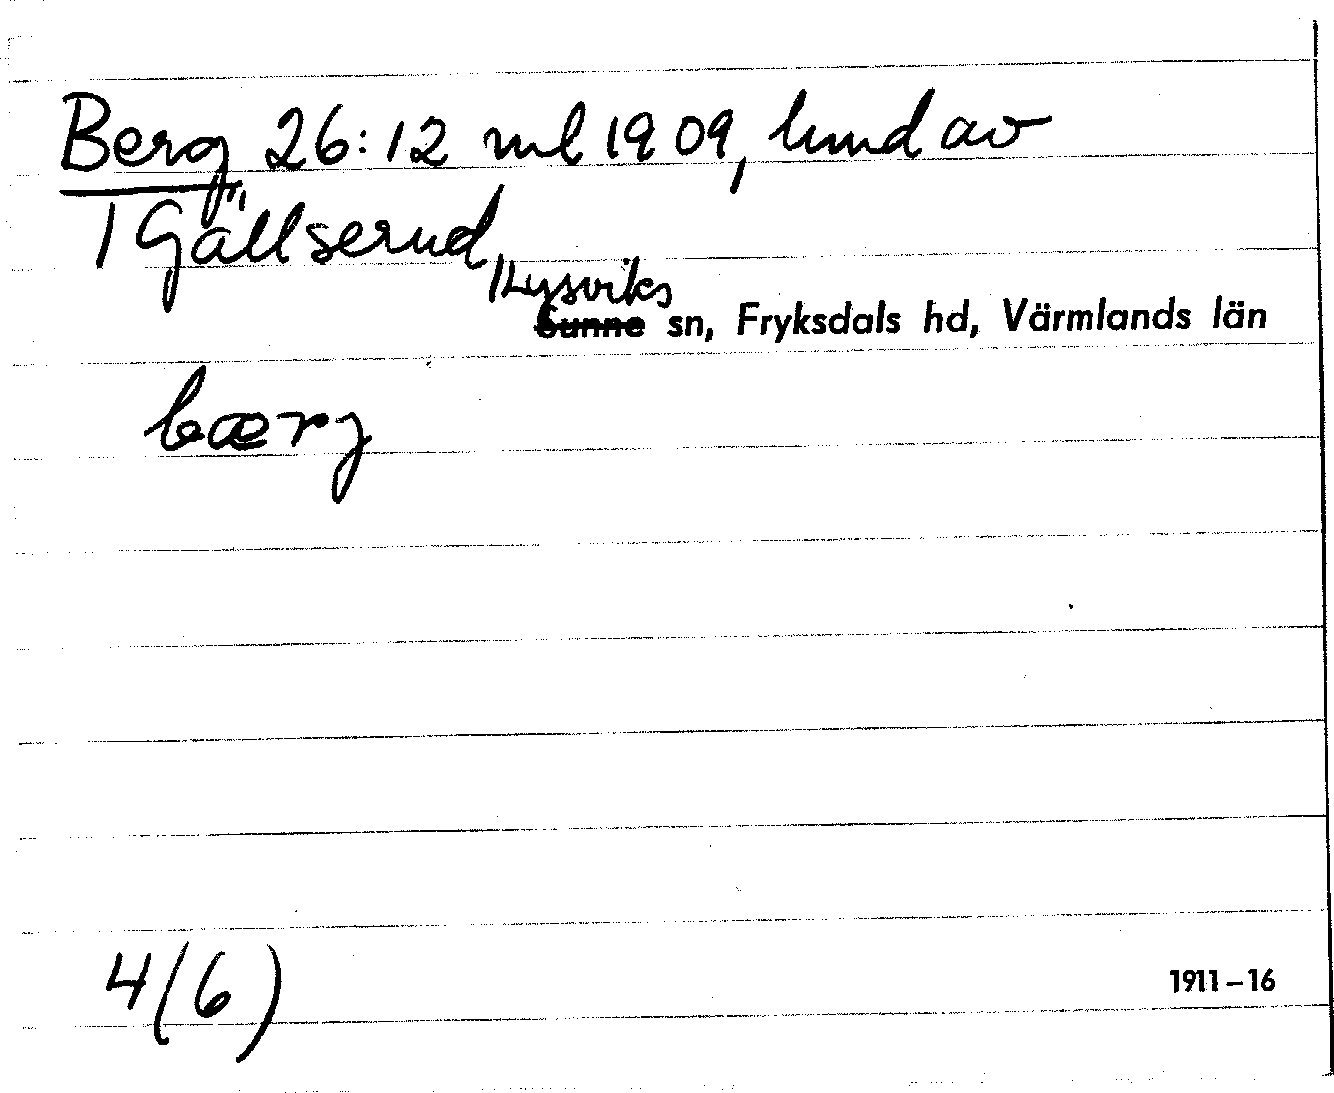 Berg 26:12 ml 1909, lund av
1 Gällserud,
Lysviks
Sunne sn, Fryksdals hd, Värmlands län
bærj
4(6)
1911–16